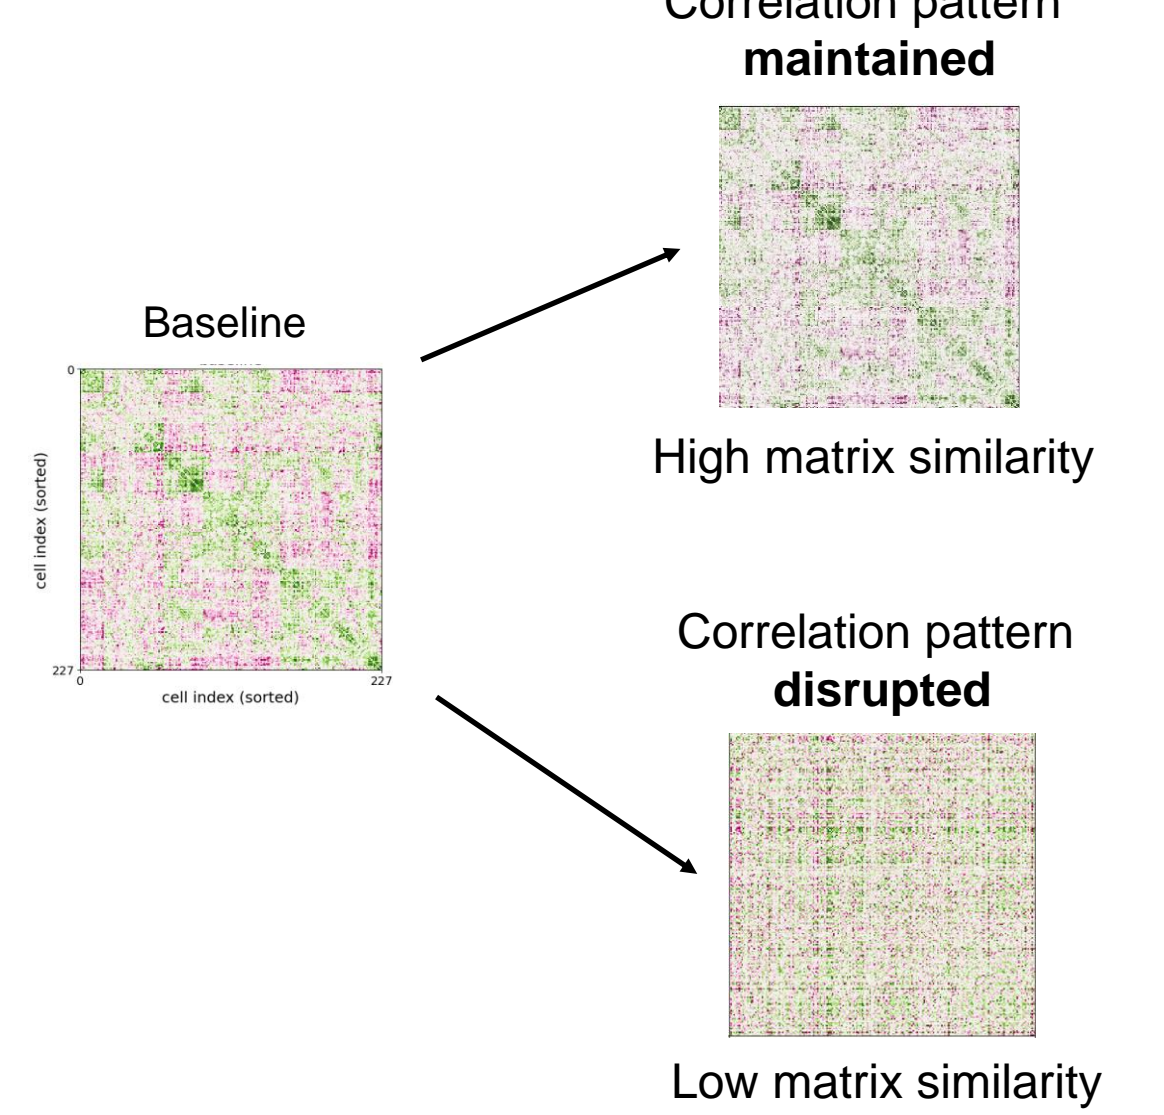 Correlation pattern
maintained
High matrix similarity
Baseline
0
cell index (sorted)
227
0
227
cell index (sorted)
Correlation pattern
disrupted
Low matrix similarity